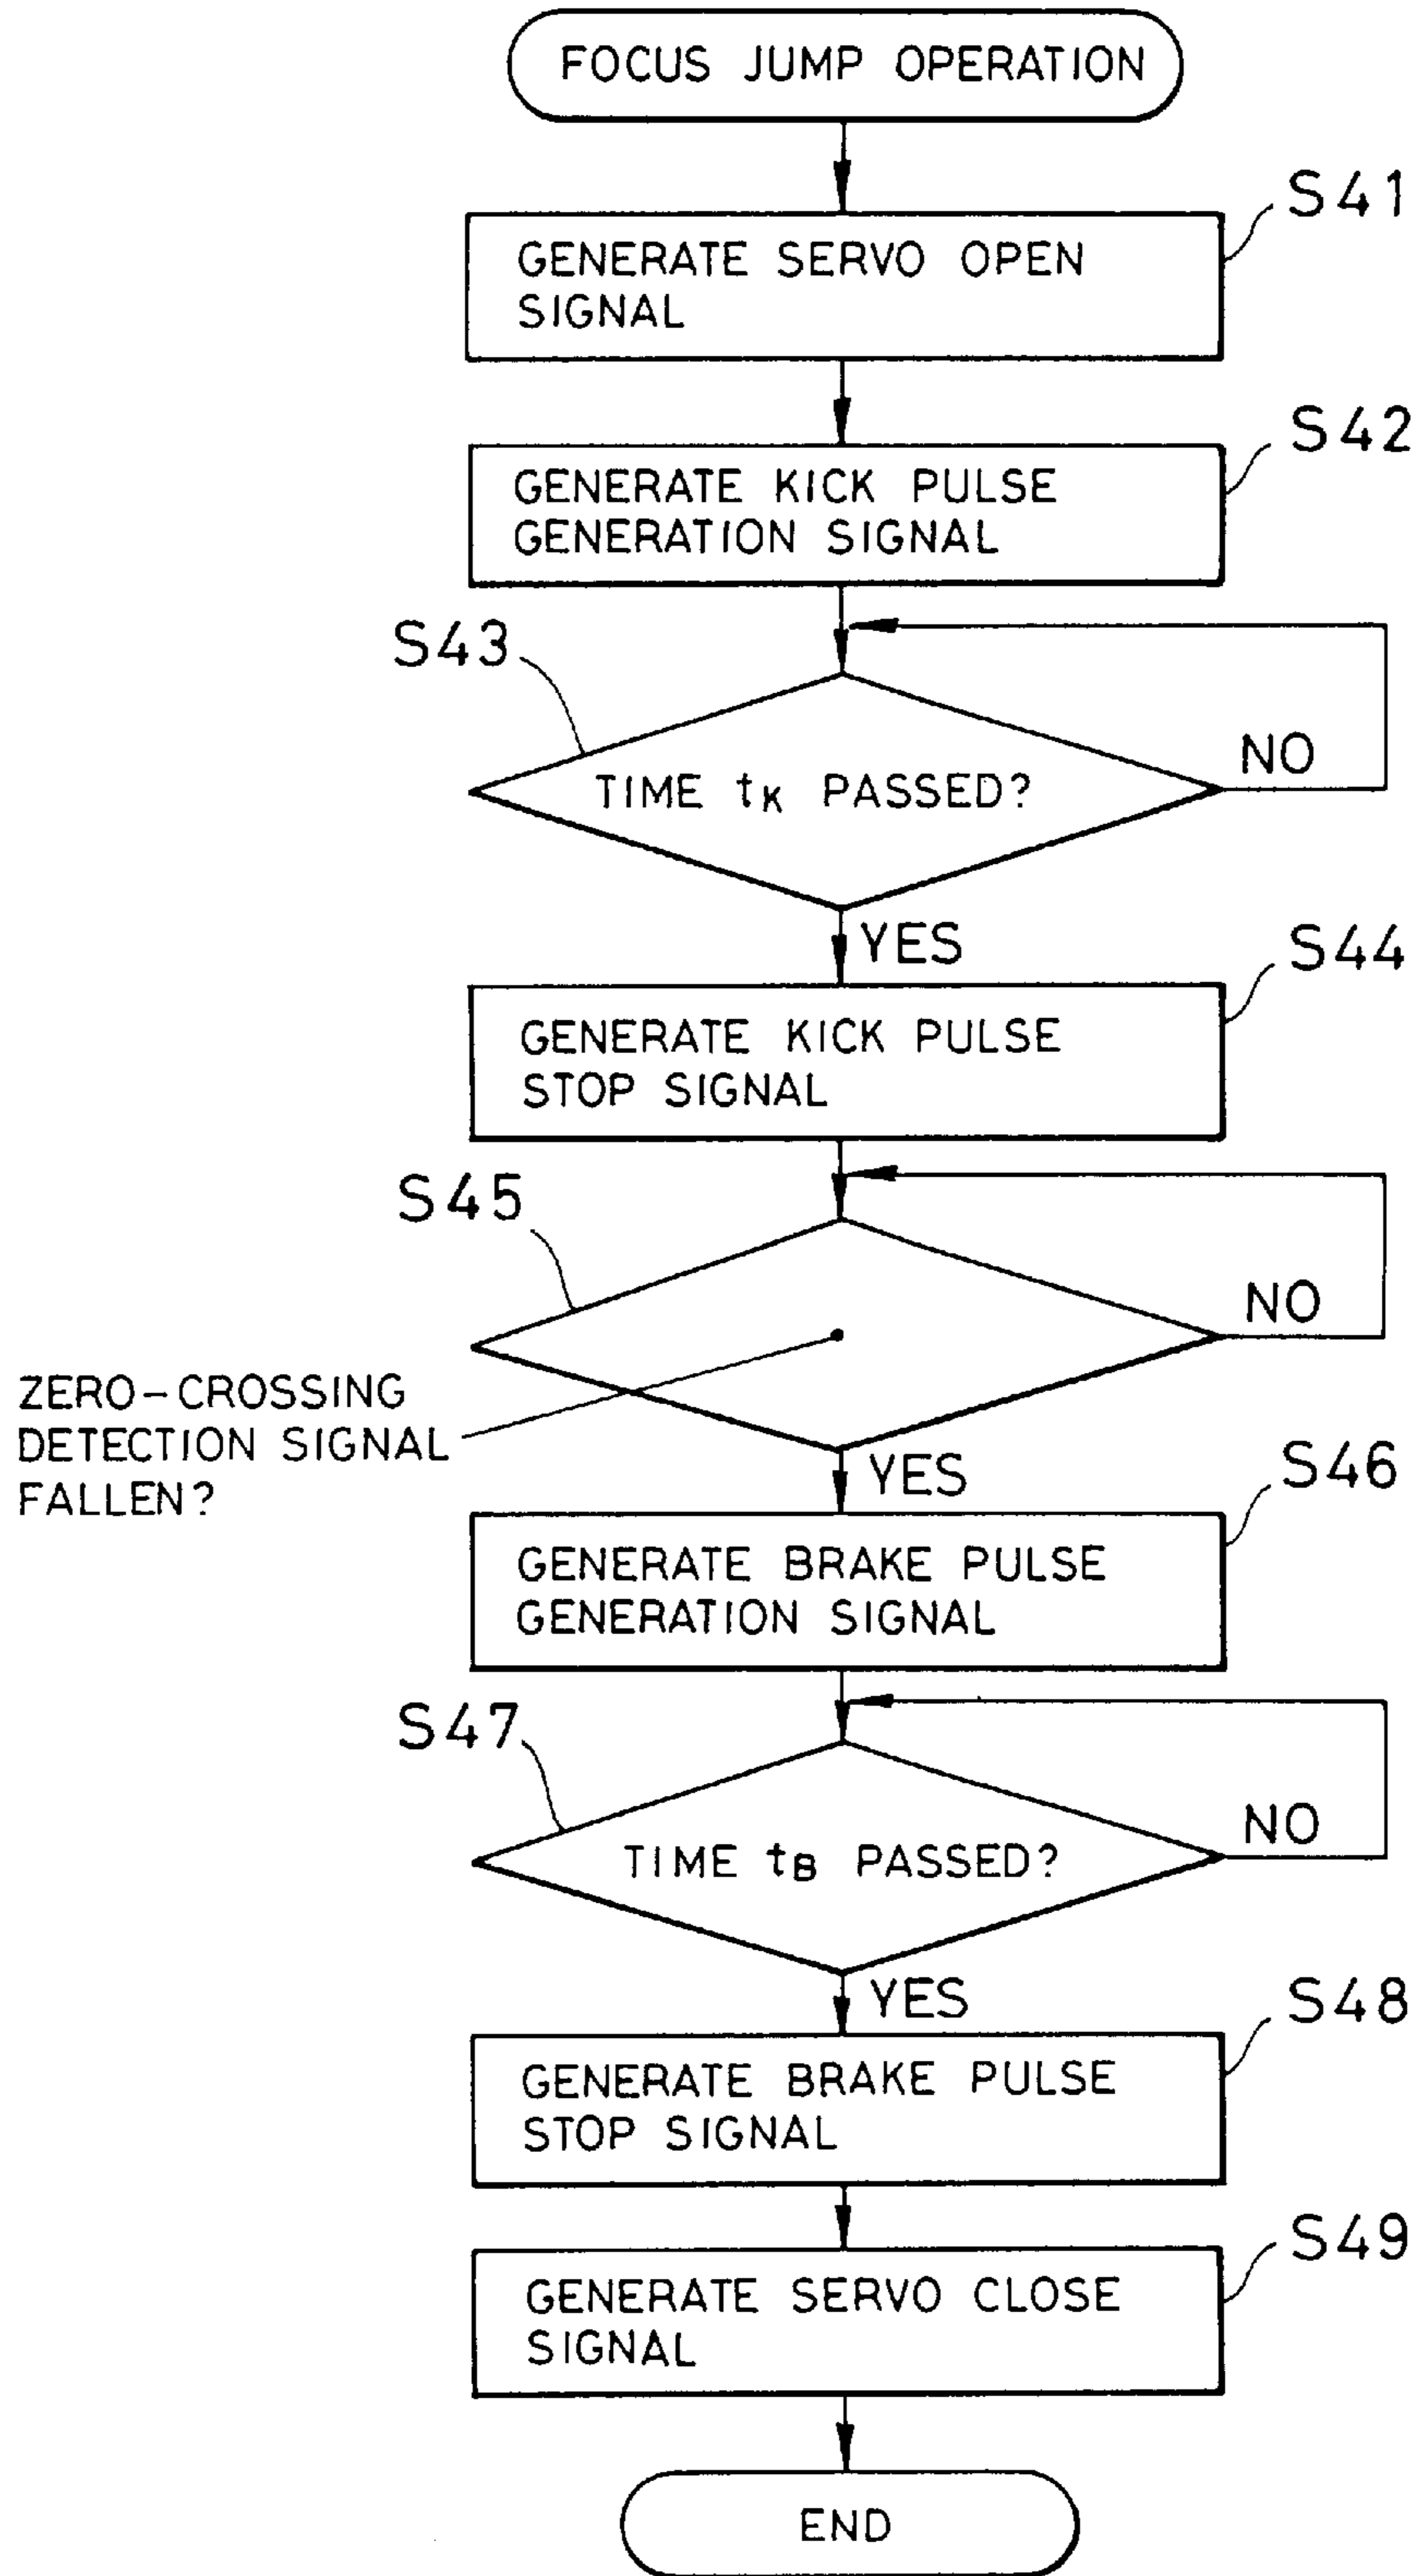 FOCUS JUMP OPERATION
S41
GENERATE SERVO OPEN
SIGNAL
S42
GENERATE KICK PULSE
GENERATION SIGNAL
S43
NO
TIME tK PASSED?
YES
S44
GENERATE KICK PULSE
STOP SIGNAL
S45
NO
ZERO-CROSSING
DETECTION SIGNAL
FALLEN?
YES
S46
GENERATE BRAKE PULSE
GENERATION SIGNAL
S47
NO
TIME tB PASSED?
YES
S48
GENERATE BRAKE PULSE
STOP SIGNAL
S49
GENERATE SERVO CLOSE
SIGNAL
END